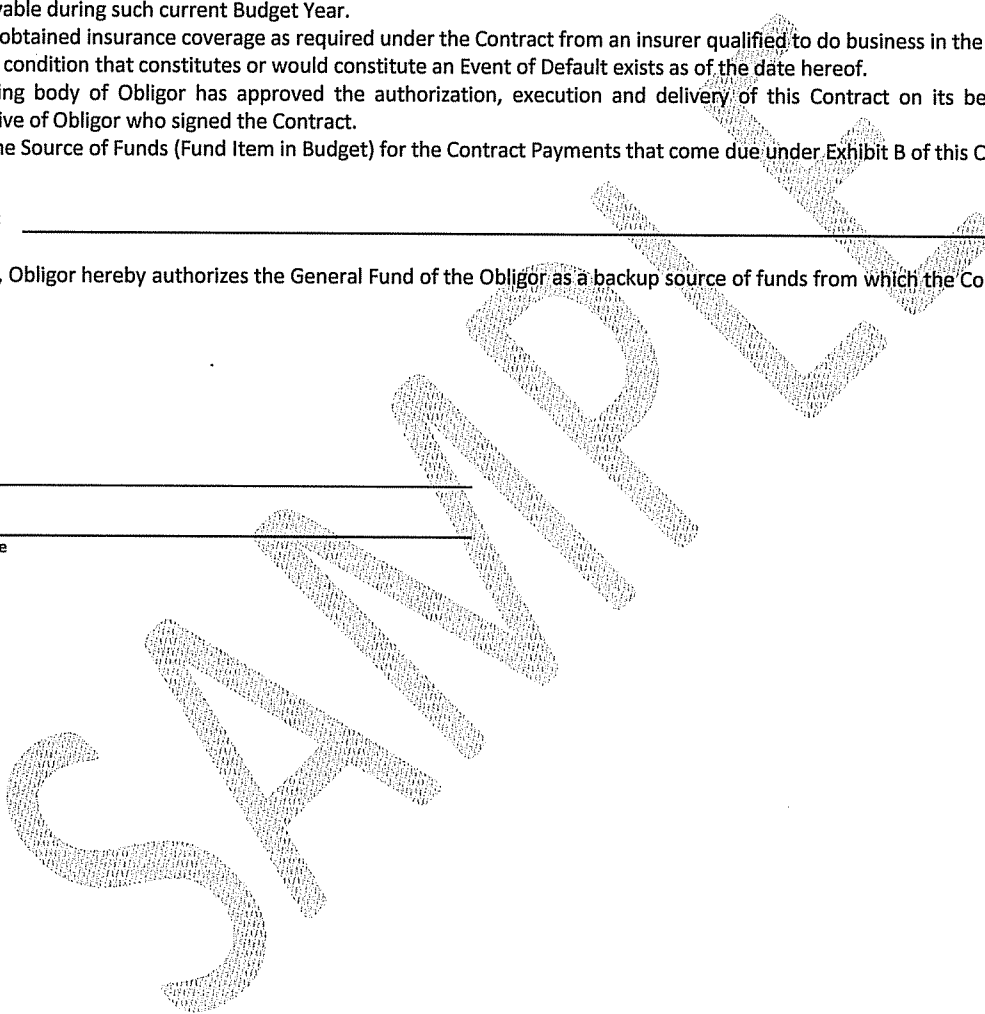 yable during such current Budget Year.
obtained insurance coverage as required under the Contract from an insurer qualified to do business in the
condition that constitutes or would constitute an Event of Default exists as of the date hereof.
ing body of Obligor has approved the authorization, execution and delivery of this Contract on its be
ive of Obligor who signed the Contract.
he Source of Funds (Fund Item in Budget) for the Contract Payments that come due under Exhibit B of this C
:
, Obligor hereby authorizes the General Fund of the Obligor as a backup source of funds from which the Co
e
SAMPLE